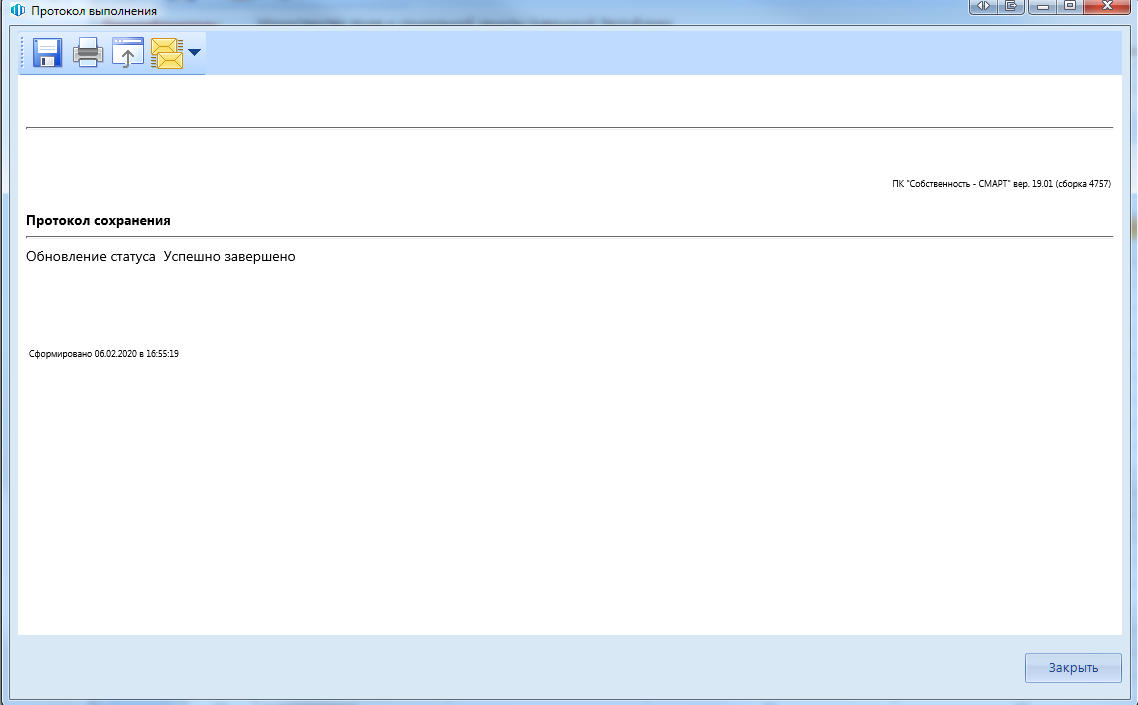 Протокол выполнения
ПК "Собственность - СМАРТ" вер. 19.01 (сборка 4757)
Протокол сохранения
Обновление статуса Успешно завершено
Сформировано 06.02.2020 в 16:55:19
Закрыть